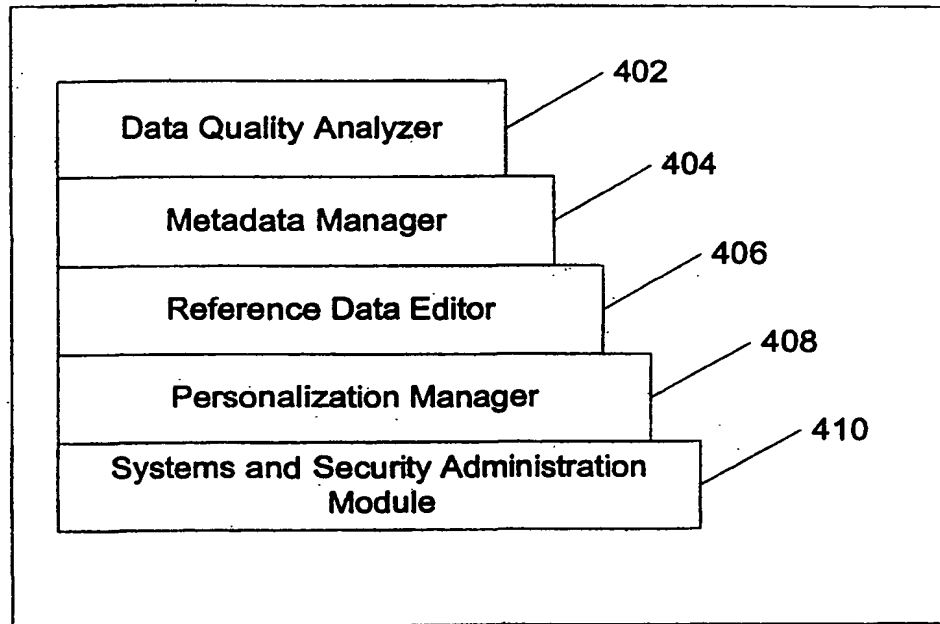 402
Data Quality Analyzer
404
Metadata Manager
406
Reference Data Editor
408
Personalization Manager
410
Systems and Security Administration
Module